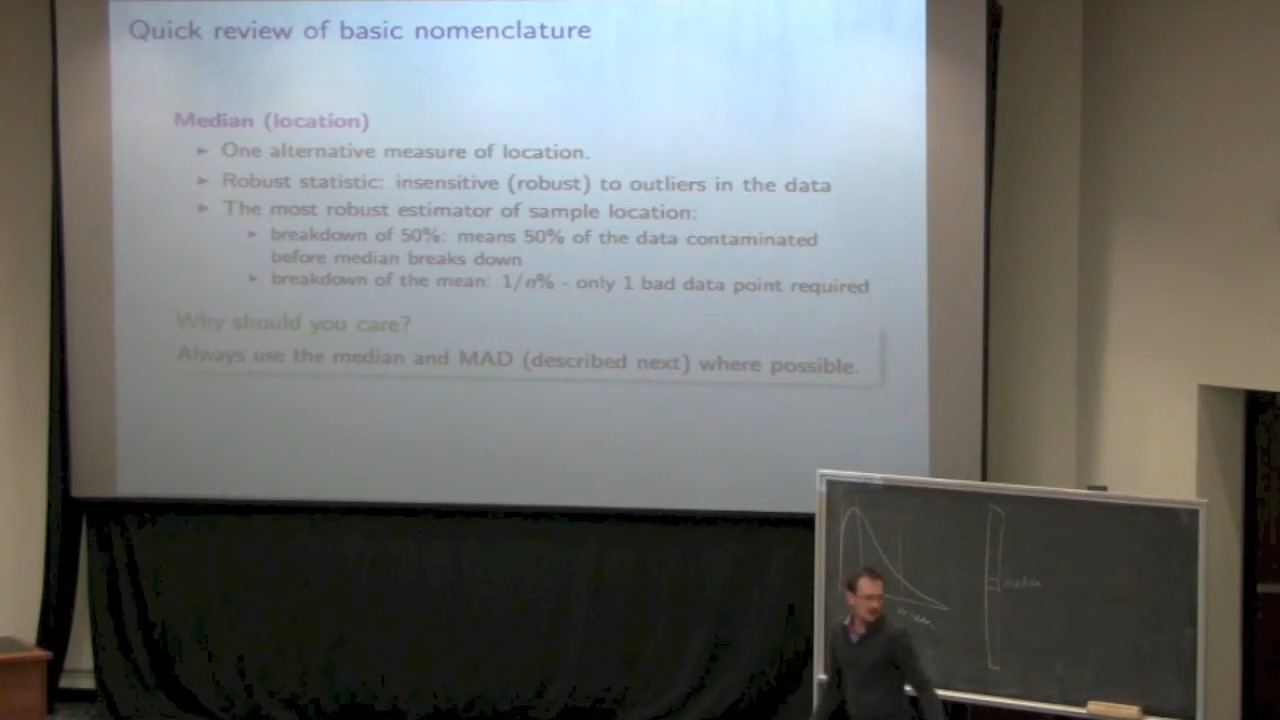 Quick review of basic nomenclature
Median (location)
One alternative measure of location.
Robust statistic: insensitive (robust) to outliers in the data
The most robust estimator of sample location:
breakdown of 50%: means 50% of the data contaminated
before median breaks down
breakdown of the mean: 1/n% - only 1 bad data point required
Why should you care?
Always use the median and MAD (described next) where possible.
median
mean